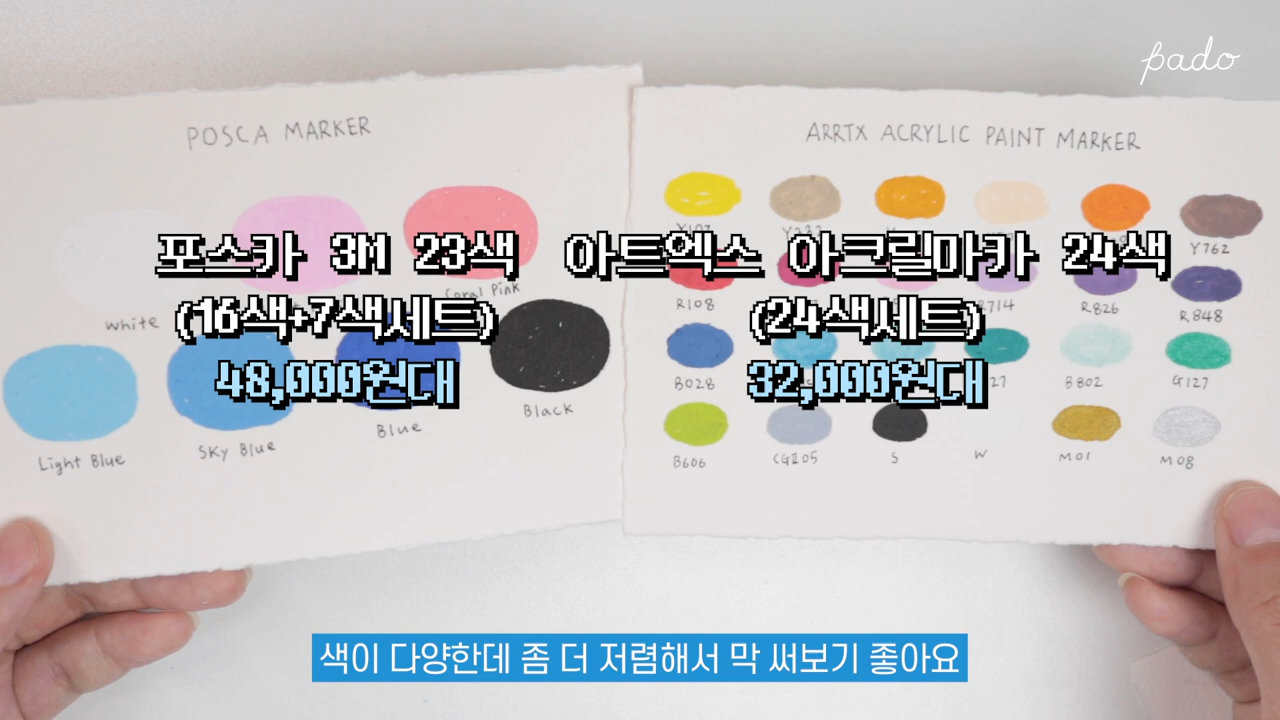 pado
POSCA MARKER
ARRTX ACRYLIC PAINT MARKER
포스카 3M 23색
(16색+7색세트)
48,000원대
아트엑스 아크릴마카 24색
(24색세트)
32,000원대
White
Coral Pink
Light Blue
Sky Blue
Blue
Black
Y762
R108
R826
R848
B028
B802
G127
B606
CGII05
S
W
M01
M08
색이 다양한데 좀 더 저렴해서 막 써보기 좋아요